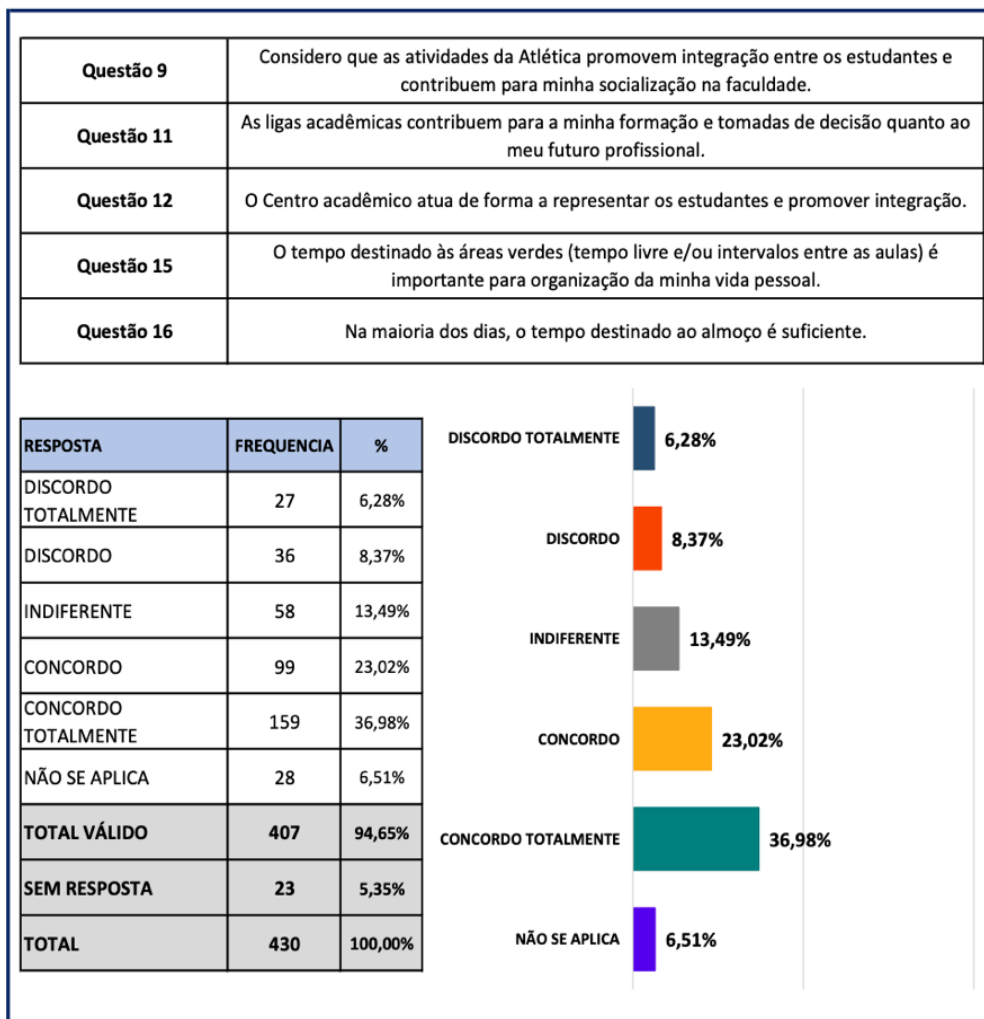 Questão 9
Considero que as atividades da Atlética promovem integração entre os estudantes e
contribuem para minha socialização na faculdade.
Questão 11
As ligas acadêmicas contribuem para a minha formação e tomadas de decisão quanto ao
meu futuro profissional.
Questão 12
O Centro acadêmico atua de forma a representar os estudantes e promover integração.
Questão 15
O tempo destinado às áreas verdes (tempo livre e/ou intervalos entre as aulas) é
importante para organização da minha vida pessoal.
Questão 16
Na maioria dos dias, o tempo destinado ao almoço é suficiente.
RESPOSTA FREQUENCIA %
DISCORDO
TOTALMENTE 27 6,28%
DISCORDO 36 8,37%
INDIFERENTE 58 13,49%
CONCORDO 99 23,02%
CONCORDO
TOTALMENTE 159 36,98%
NÃO SE APLICA 28 6,51%
TOTAL VÁLIDO 407 94,65%
SEM RESPOSTA 23 5,35%
TOTAL 430 100,00%
DISCORDO TOTALMENTE 6,28%
DISCORDO 8,37%
INDIFERENTE 13,49%
CONCORDO 23,02%
CONCORDO TOTALMENTE 36,98%
NÃO SE APLICA 6,51%